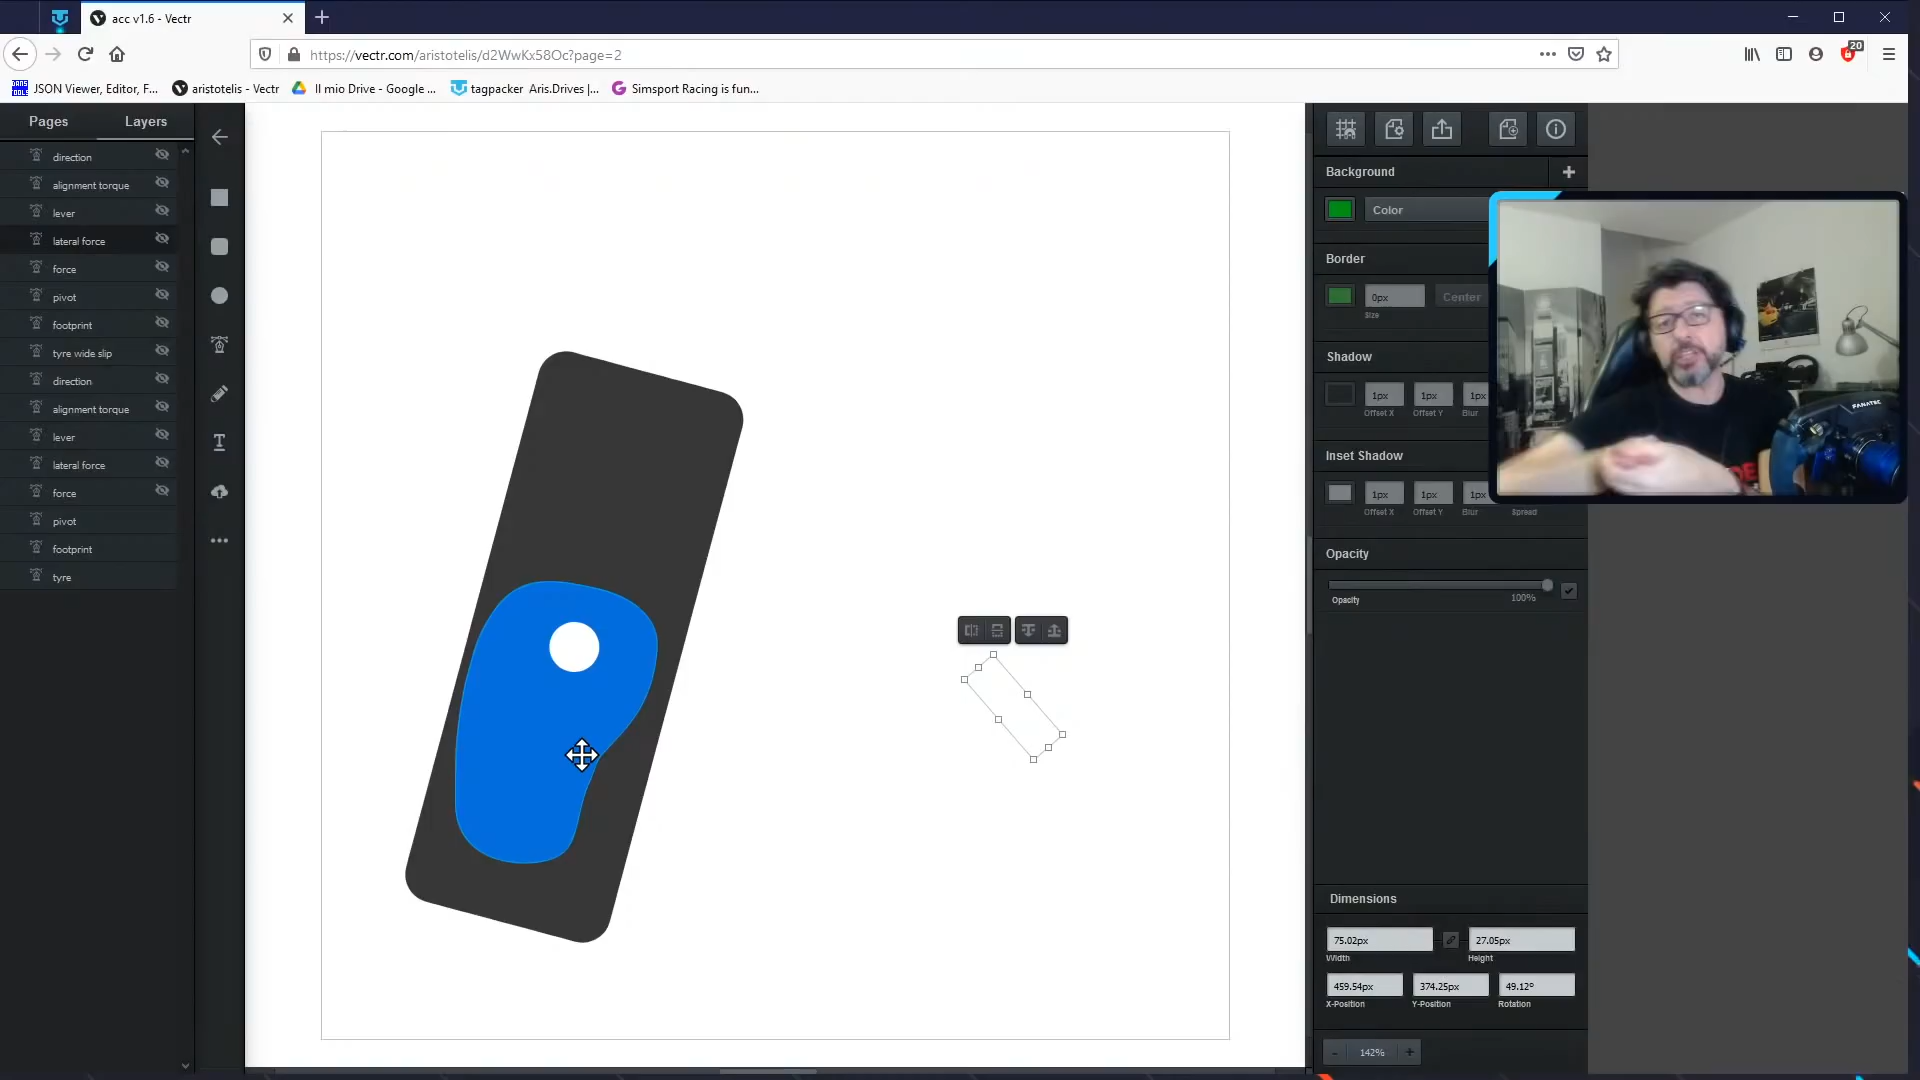 acc v1.6 - Vectr
https://vectr.com/aristotelis/d2WwKx58Oc?page=2
20
JSON Viewer, Editor, F...
aristotelis - Vectr
Il mio Drive - Google ...
tagpacker Aris.Drives |...
Simsport Racing is fun...
Pages
Layers
direction
alignment torque
lever
lateral force
force
pivot
footprint
tyre wide slip
direction
alignment torque
lever
lateral force
force
pivot
footprint
tyre
T
Background
Color
Border
0px
Center
Size
Shadow
1px
1px
1px
Offset X
Offset Y
Blur
Inset Shadow
1px
1px
1px
Offset X
Offset Y
Blur
Spread
Opacity
Opacity
100%
Dimensions
75.02px
27.05px
Width
Height
459.54px
374.25px
49.12º
X-Position
Y-Position
Rotation
- 142% +
FANATEC